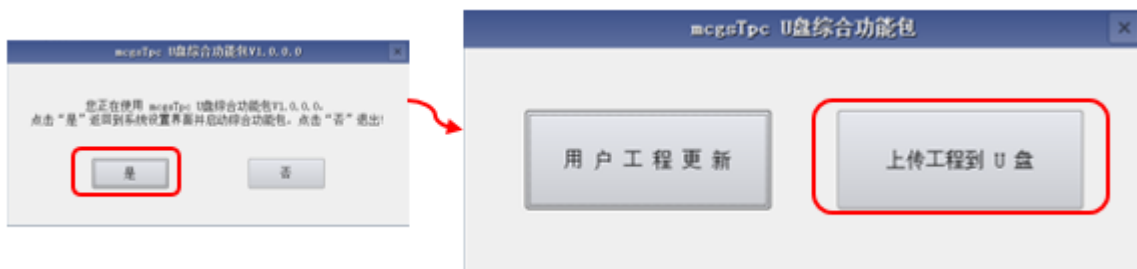 mcgsTpc U盘综合功能包V1.0.0.0
您正在使用 mcgsTpc U盘综合功能包V1.0.0.0.
点击“是”返回到系统设置界面并启动综合功能包，点击“否”退出!
是
否
mcgsTpc U盘综合功能包
用户工程更新
上传工程到 U 盘